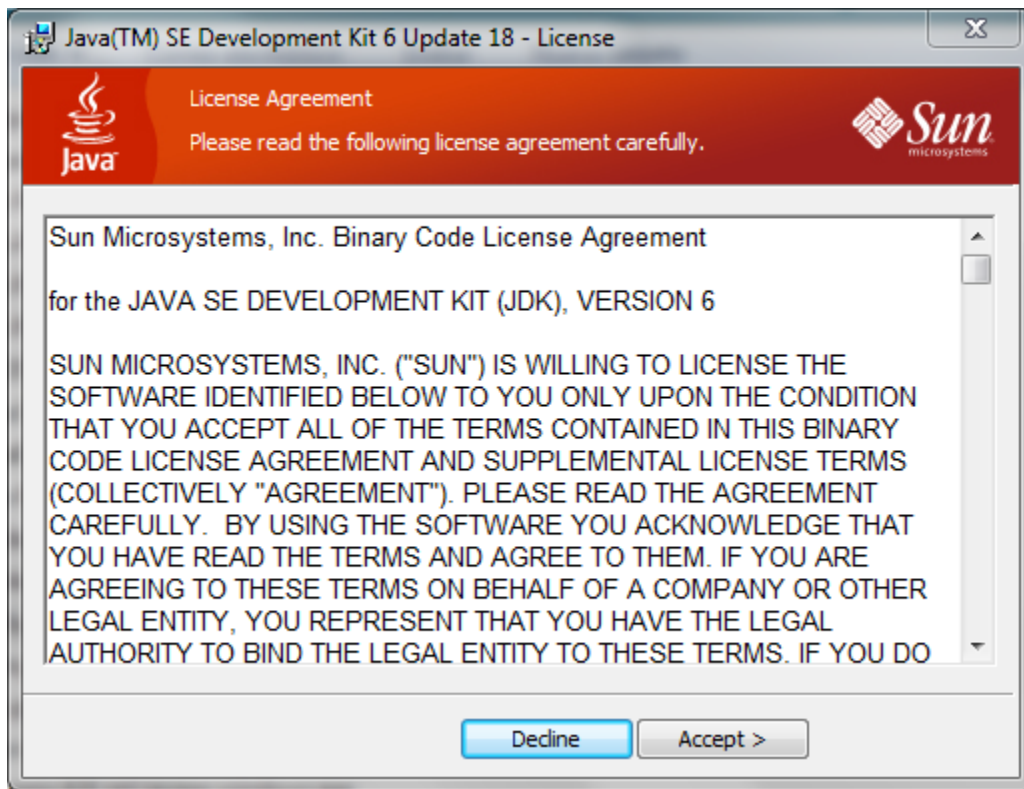 Java(TM) SE Development Kit 6 Update 18 - License
License Agreement
Please read the following license agreement carefully.
Java
Sun
microsystems
Sun Microsystems, Inc. Binary Code License Agreement
for the JAVA SE DEVELOPMENT KIT (JDK), VERSION 6
SUN MICROSYSTEMS, INC. ("SUN") IS WILLING TO LICENSE THE
SOFTWARE IDENTIFIED BELOW TO YOU ONLY UPON THE CONDITION
THAT YOU ACCEPT ALL OF THE TERMS CONTAINED IN THIS BINARY
CODE LICENSE AGREEMENT AND SUPPLEMENTAL LICENSE TERMS
(COLLECTIVELY "AGREEMENT"). PLEASE READ THE AGREEMENT
CAREFULLY.  BY USING THE SOFTWARE YOU ACKNOWLEDGE THAT
YOU HAVE READ THE TERMS AND AGREE TO THEM. IF YOU ARE
AGREEING TO THESE TERMS ON BEHALF OF A COMPANY OR OTHER
LEGAL ENTITY, YOU REPRESENT THAT YOU HAVE THE LEGAL
AUTHORITY TO BIND THE LEGAL ENTITY TO THESE TERMS. IF YOU DO
Decline
Accept >